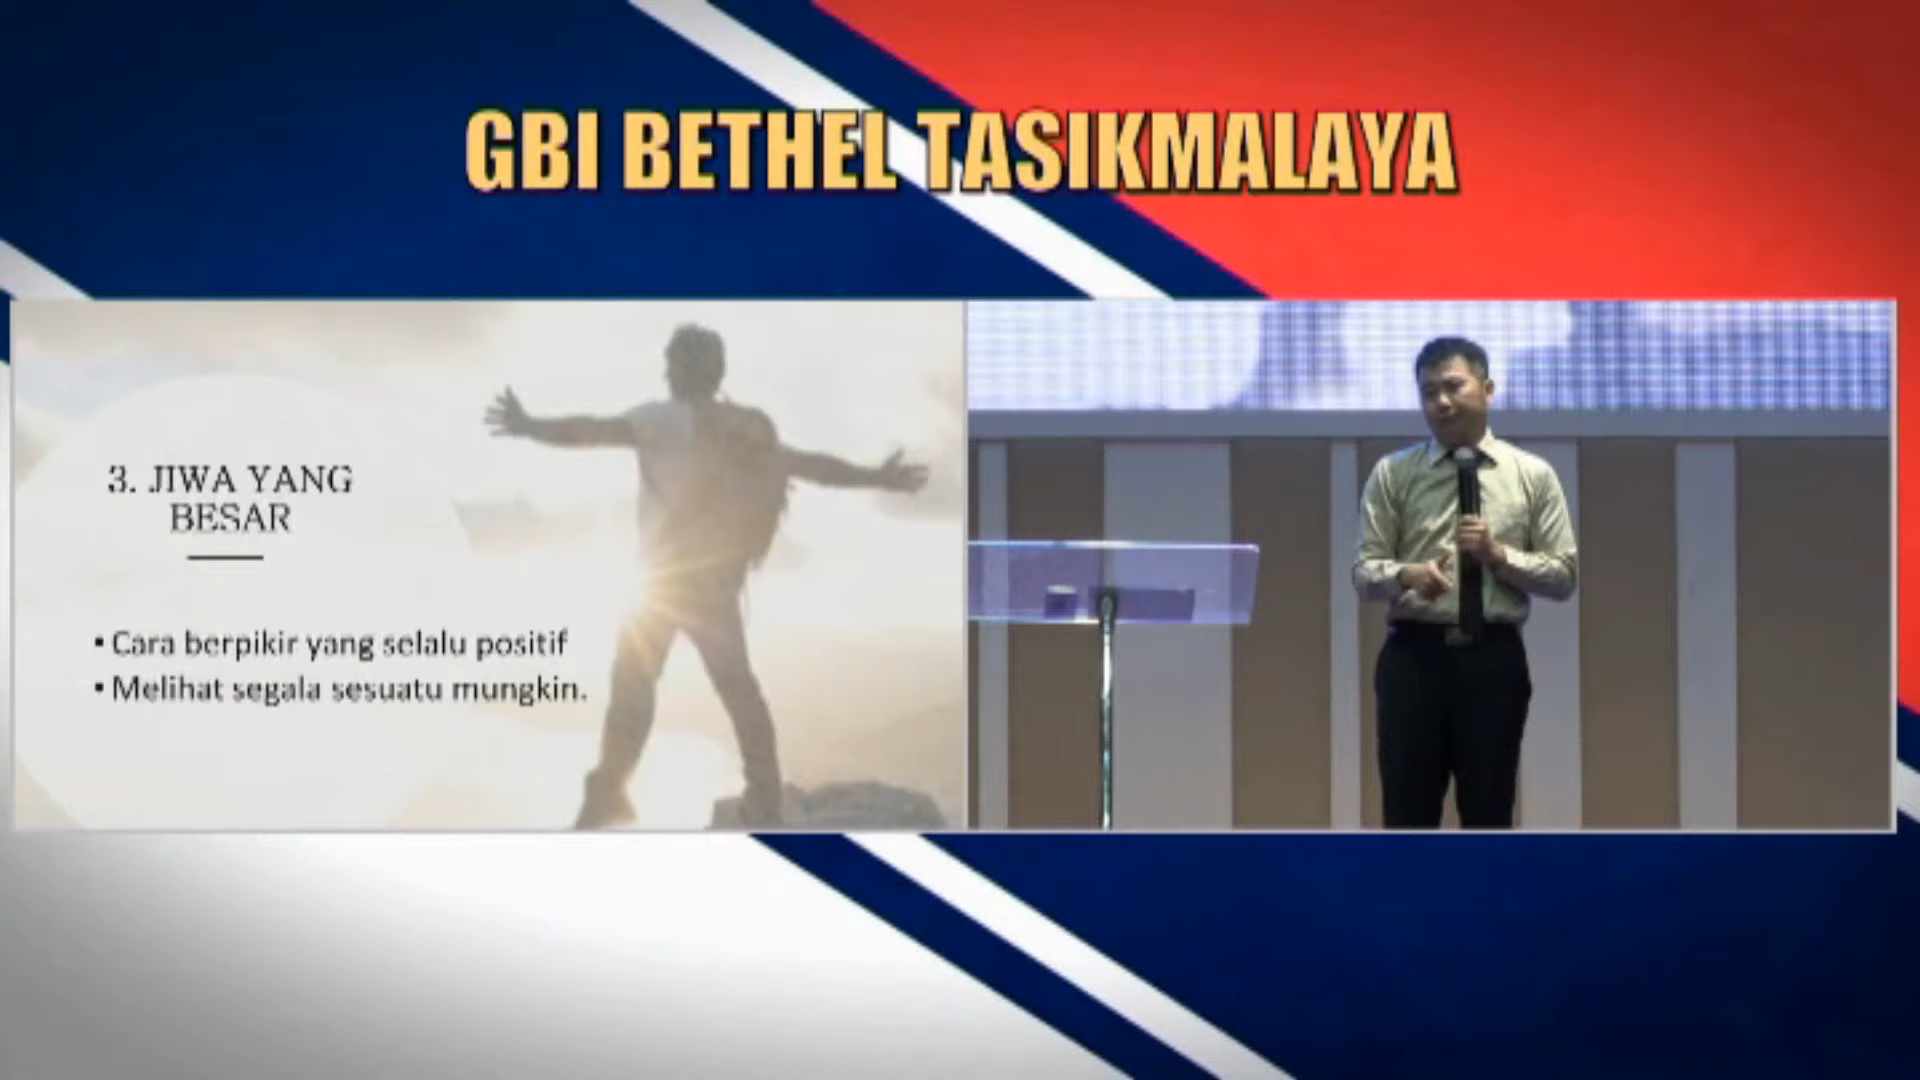 GBI BETHEL TASIKMALAYA
3. JIWA YANG
BESAR
• Cara berpikir yang selalu positif
• Melihat segala sesuatu mungkin.